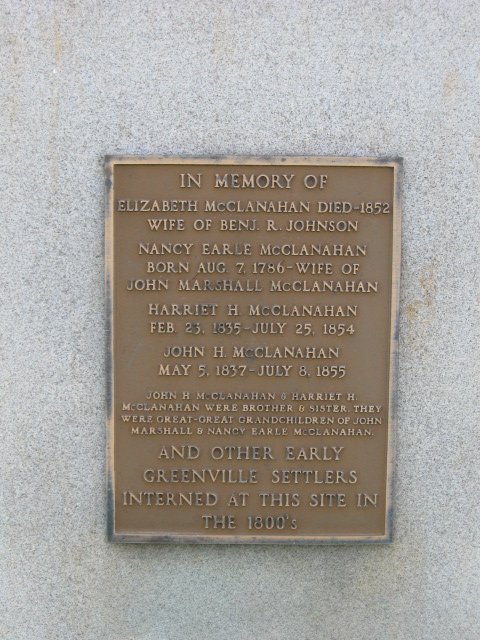 IN MEMORY OF
ELIZABETH McCLANAHAN DIED-1852
WIFE OF BENJ. R. JOHNSON
NANCY EARLE McCLANAHAN
BORN AUG. 7, 1786-WIFE OF
JOHN MARSHALL McCLANAHAN
HARRIET H. McCLANAHAN
FEB. 23, 1835-JULY 25, 1854
JOHN H. McCLANAHAN
MAY 5, 1837-JULY 8, 1855
JOHN H. McCLANAHAN & HARRIET H.
McCLANAHAN WERE BROTHER & SISTER. THEY
WERE GREAT-GREAT GRANDCHILDREN OF JOHN
MARSHALL & NANCY EARLE McCLANAHAN.
AND OTHER EARLY
GREENVILLE SETTLERS
INTERNED AT THIS SITE IN
THE 1800's